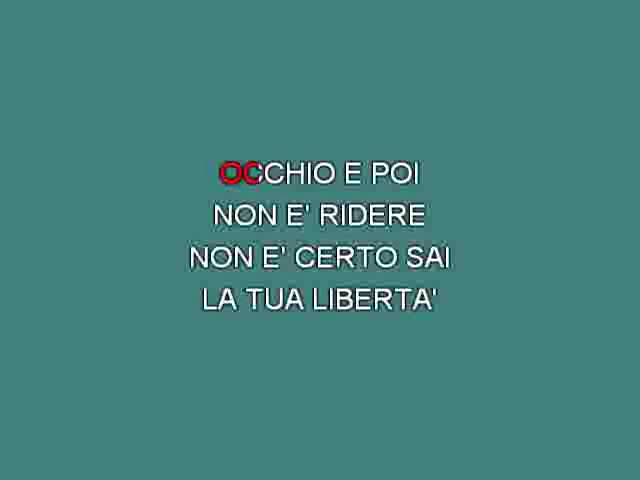 OCCHIO E POI
NON E' RIDERE
NON E' CERTO SAI
LA TUA LIBERTA'